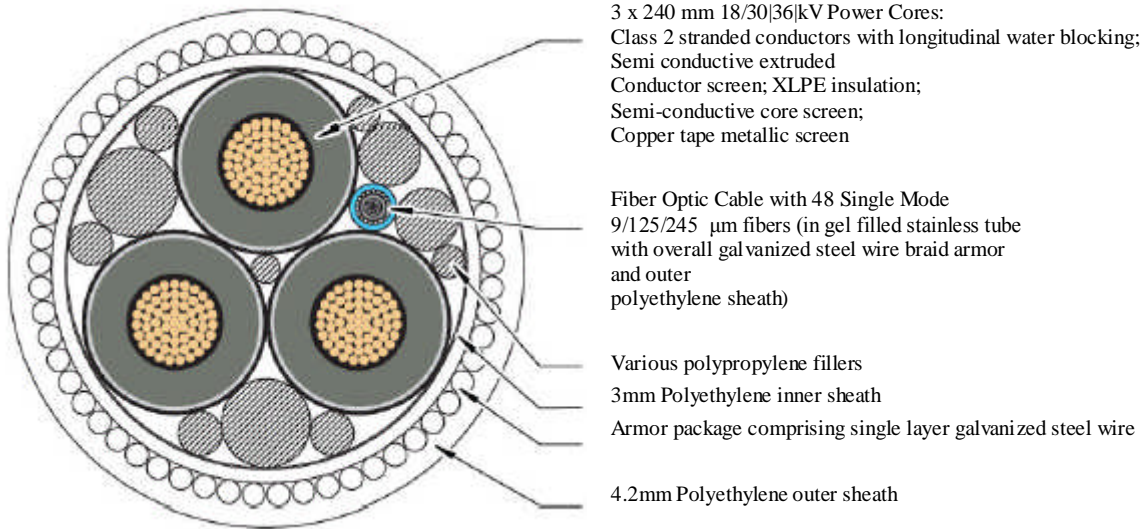 3 x 240 mm 18/30|36|kV Power Cores:
Class 2 stranded conductors with longitudinal water blocking;
Semi conductive extruded
Conductor screen; XLPE insulation;
Semi-conductive core screen;
Copper tape metallic screen
Fiber Optic Cable with 48 Single Mode
9/125/245 μm fibers (in gel filled stainless tube
with overall galvanized steel wire braid armor
and outer
polyethylene sheath)
Various polypropylene fillers
3mm Polyethylene inner sheath
Armor package comprising single layer galvanized steel wire
4.2mm Polyethylene outer sheath